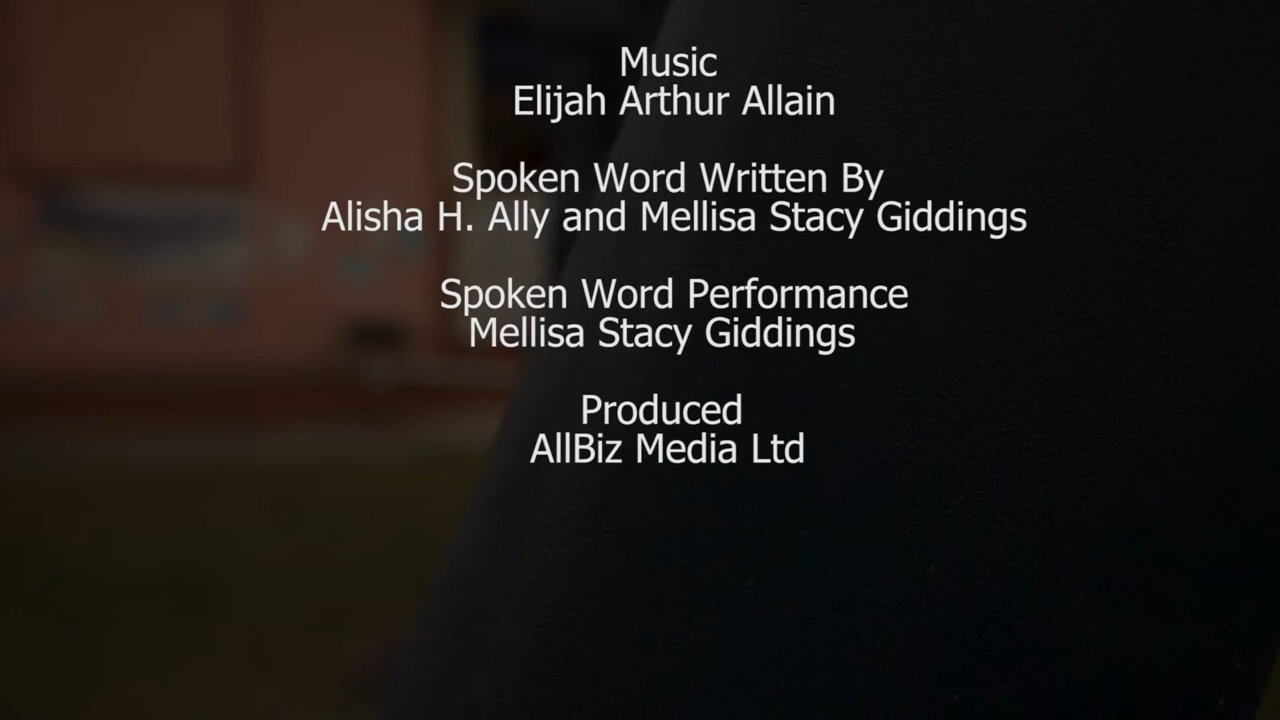 Music
Elijah Arthur Allain
Spoken Word Written By
Alisha H. Ally and Mellisa Stacy Giddings
Spoken Word Performance
Mellisa Stacy Giddings
Produced
AllBiz Media Ltd